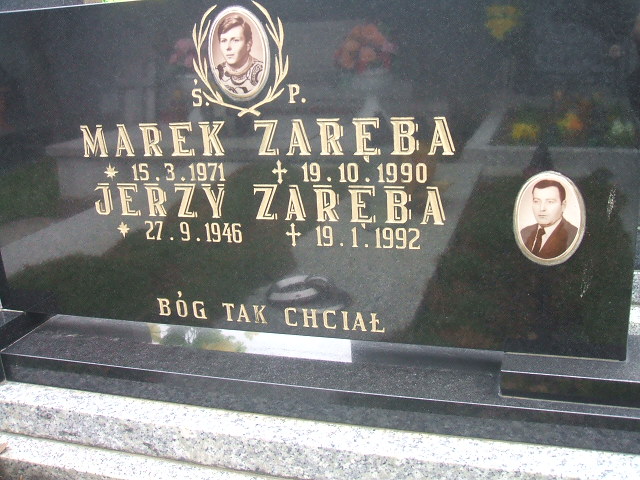 Ś. P.
MAREK ZARĘBA
* 15.3.1971 † 19.10.1990
JERZY ZARĘBA
* 27.9.1946 † 19.1.1992
BÓG TAK CHCIAŁ